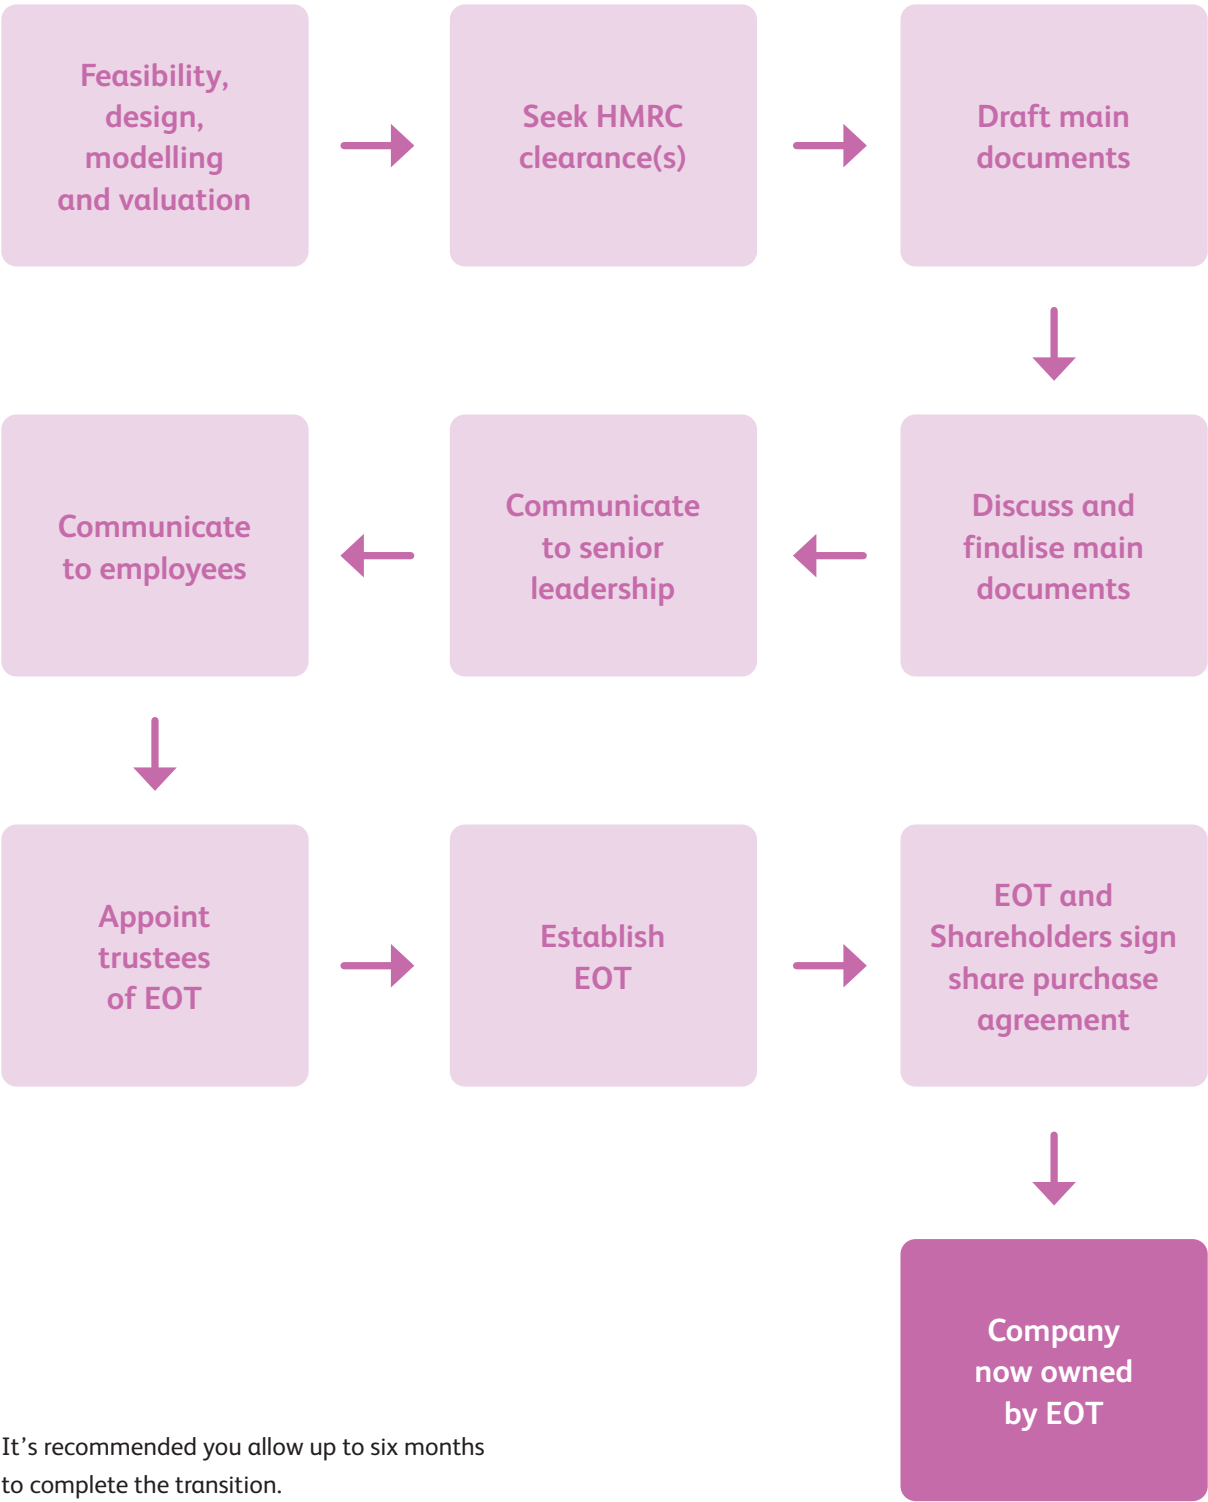 Feasibility,
design,
modelling
and valuation
Seek HMRC
clearance(s)
Draft main
documents
Discuss and
finalise main
documents
Communicate
to senior
leadership
Communicate
to employees
Appoint
trustees
of EOT
Establish
EOT
EOT and
Shareholders sign
share purchase
agreement
Company
now owned
by EOT
It’s recommended you allow up to six months
to complete the transition.